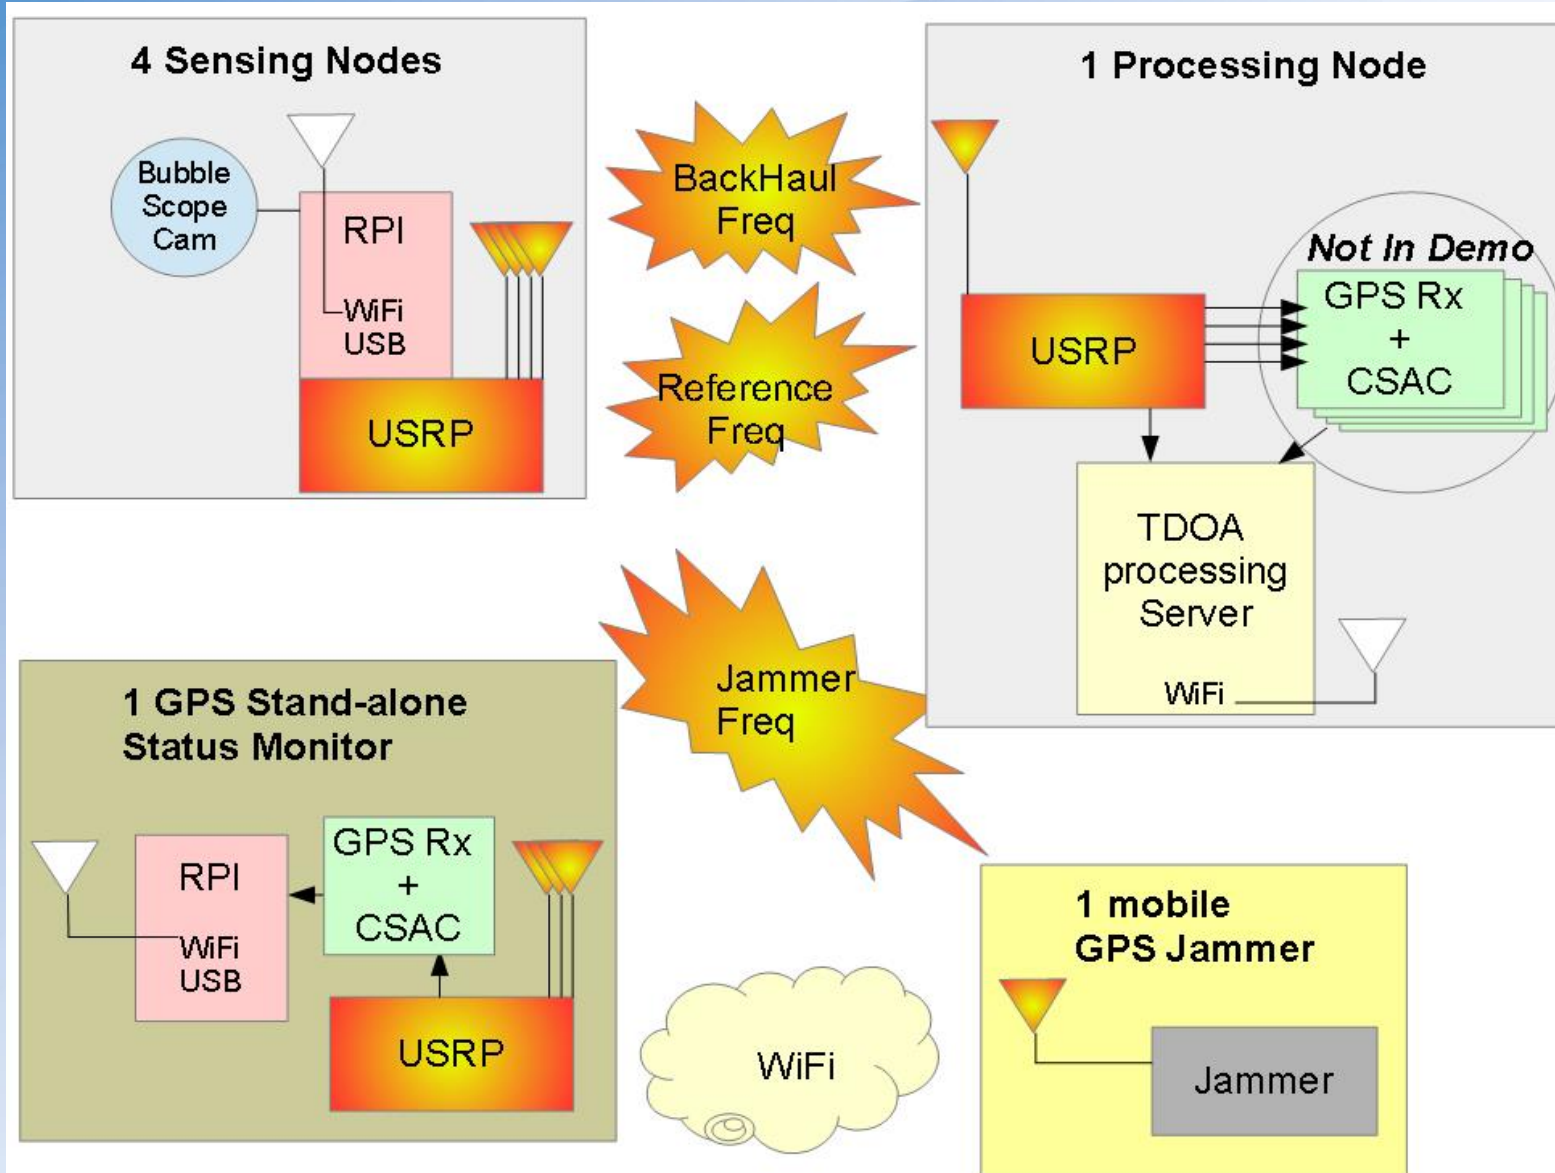 4 Sensing Nodes
Bubble
Scope
Cam
RPI
WiFi
USB
USRP
BackHaul
Freq
Reference
Freq
1 Processing Node
Not In Demo
GPS Rx
+
CSAC
USRP
TDOA
processing
Server
WiFi
Jammer
Freq
1 GPS Stand-alone
Status Monitor
RPI
WiFi
USB
GPS Rx
+
CSAC
USRP
WiFi
1 mobile
GPS Jammer
Jammer